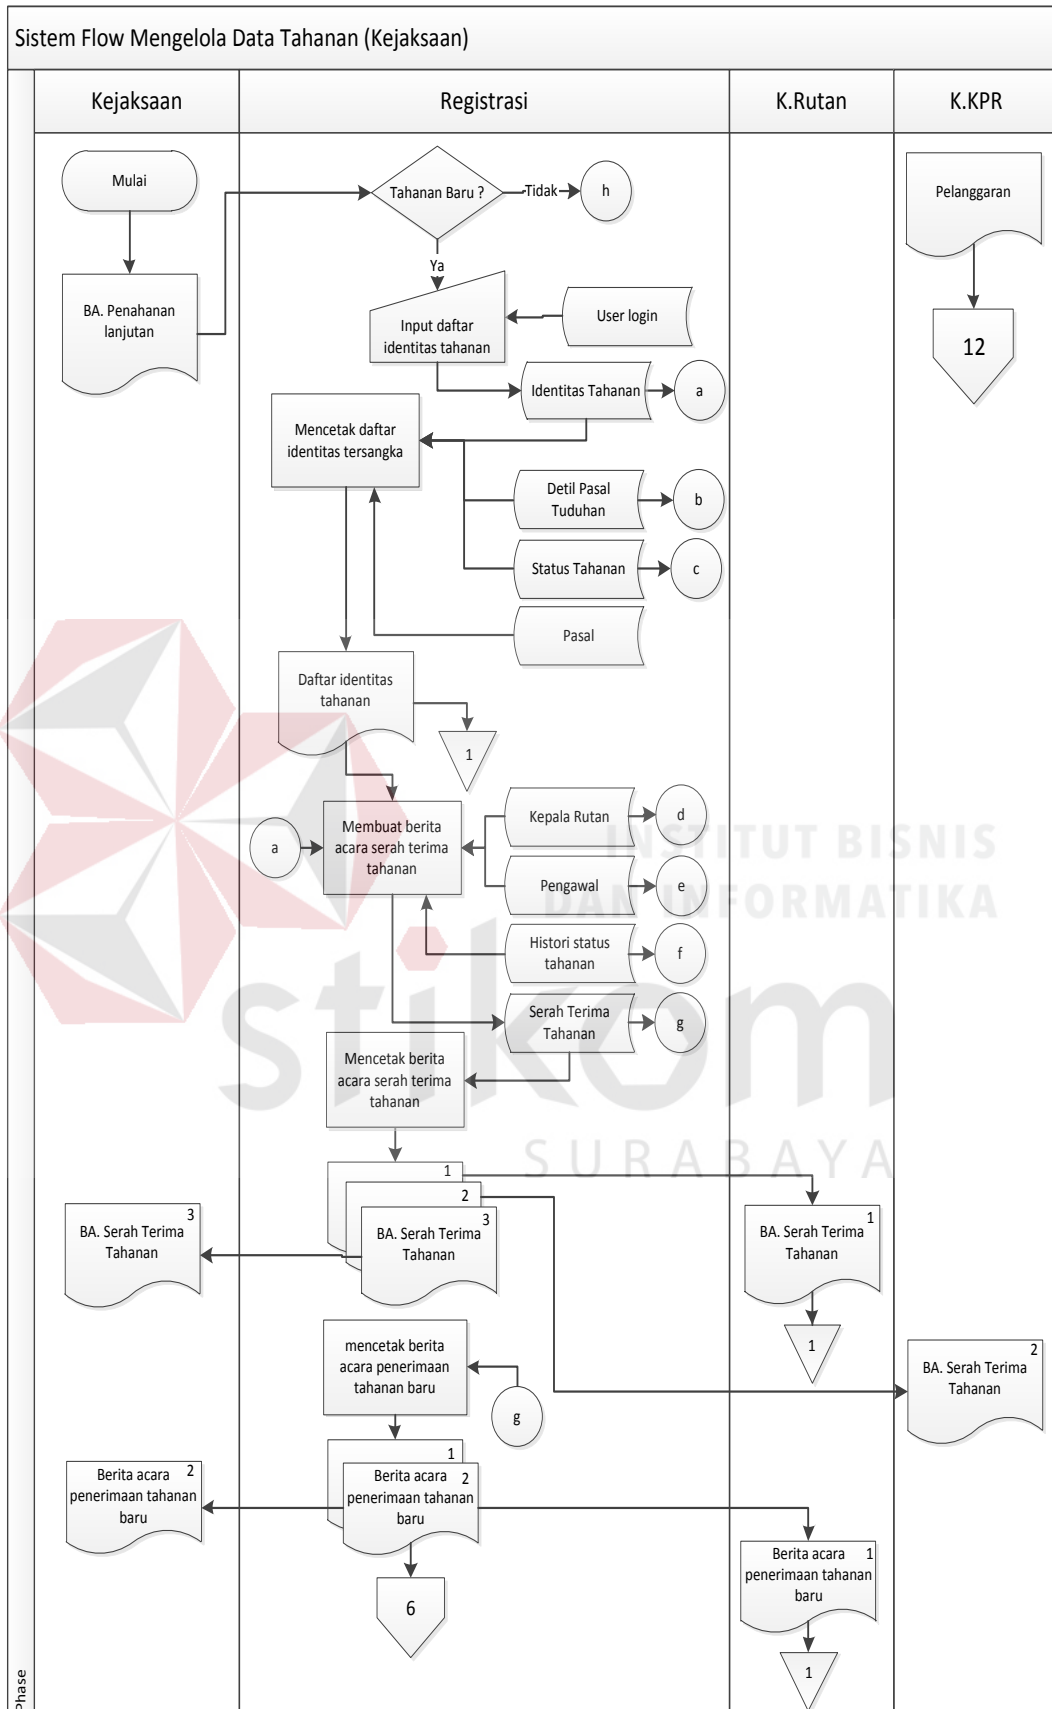 Sistem Flow Mengelola Data Tahanan (Kejaksaan)
Kejaksaan
Registrasi
K.Rutan
K.KPR
Mulai
Tahanan Baru ?
Tidak
h
Pelanggaran
Ya
BA. Penahanan
lanjutan
Input daftar
identitas tahanan
User login
12
Identitas Tahanan
a
Mencetak daftar
identitas tersangka
Detil Pasal
Tuduhan
b
Status Tahanan
c
Pasal
Daftar identitas
tahanan
1
Membuat berita
acara serah terima
tahanan
a
Kepala Rutan
d
Pengawal
e
Histori status
tahanan
f
Serah Terima
Tahanan
g
INSTITUT BISNIS
DAN INFORMATIKA
stikom
SURABAYA
Mencetak berita
acara serah terima
tahanan
1
2
3
BA. Serah Terima
Tahanan
3
BA. Serah Terima
Tahanan
1
BA. Serah Terima
Tahanan
1
2
BA. Serah Terima
Tahanan
mencetak berita
acara penerimaan
tahanan baru
g
1
2
Berita acara
penerimaan tahanan
baru
2
Berita acara
penerimaan tahanan
baru
6
1
Berita acara
penerimaan tahanan
baru
1
Phase